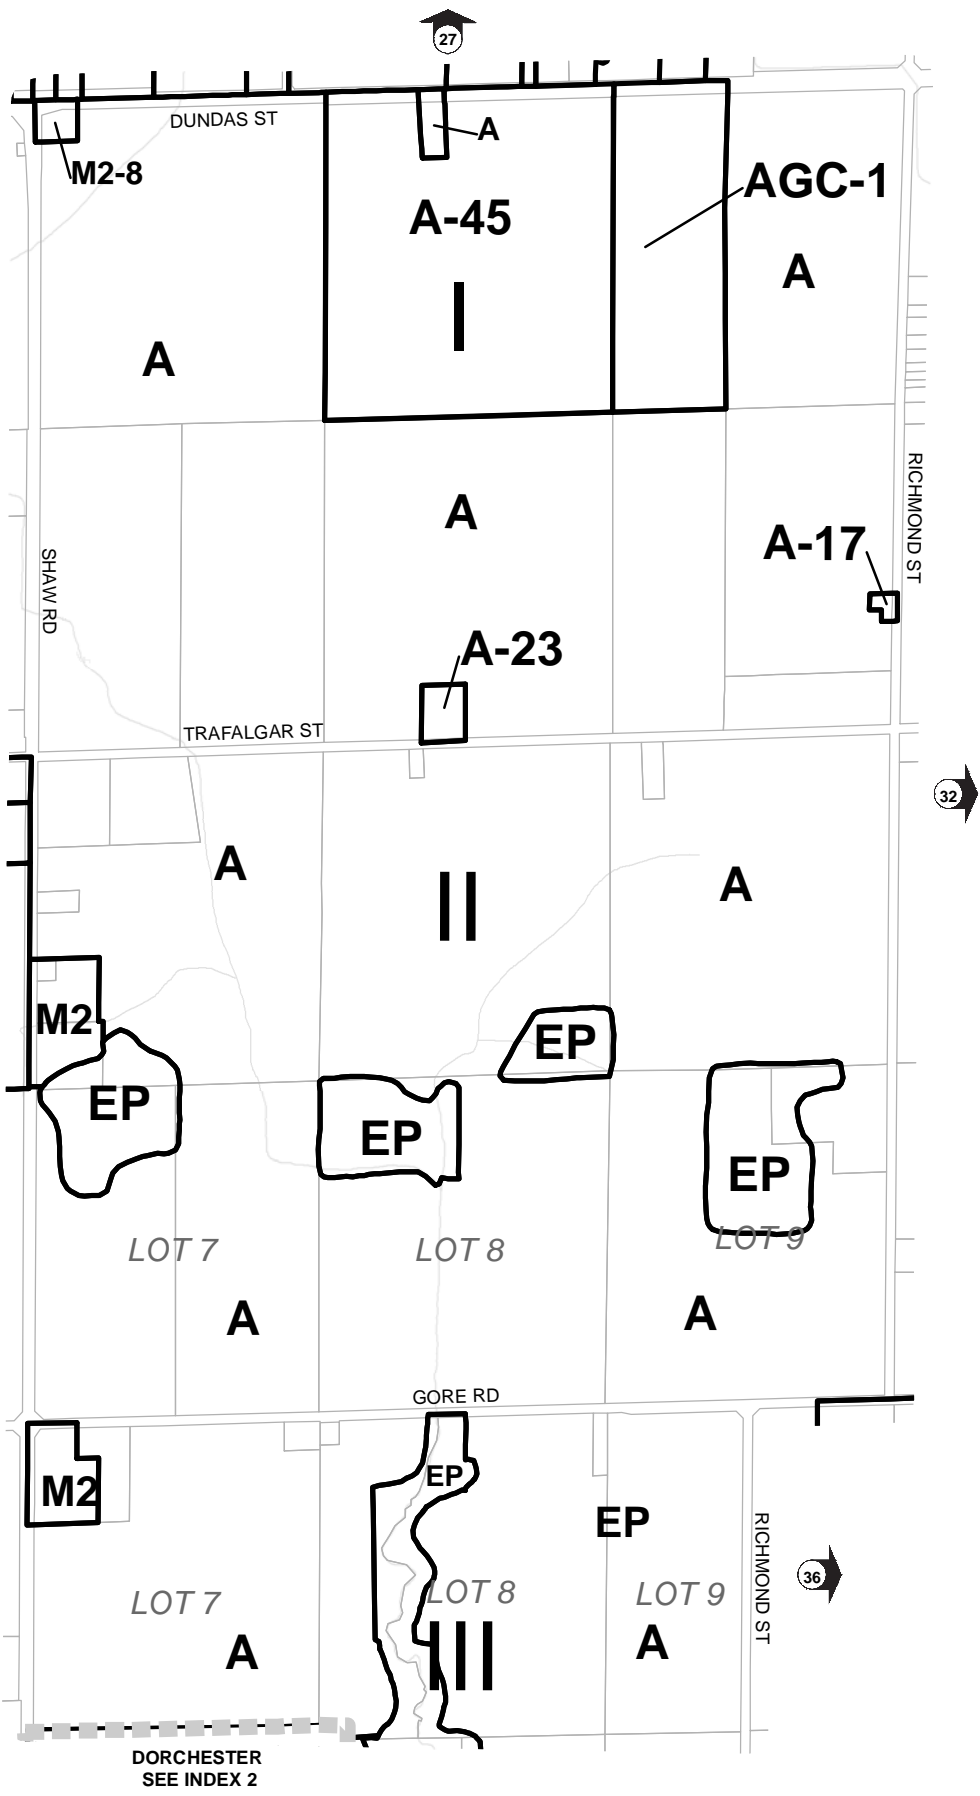 27
DUNDAS ST
A
M2-8
AGC-1
A-45
A
I
A
RICHMOND ST
A
A-17
SHAW RD
A-23
TRAFALGAR ST
32
A
II
A
M2
EP
EP
EP
EP
LOT 7
LOT 8
LOT 9
A
A
GORE RD
EP
M2
EP
RICHMOND ST
36
LOT 7
LOT 8
LOT 9
III
A
A
DORCHESTER
SEE INDEX 2